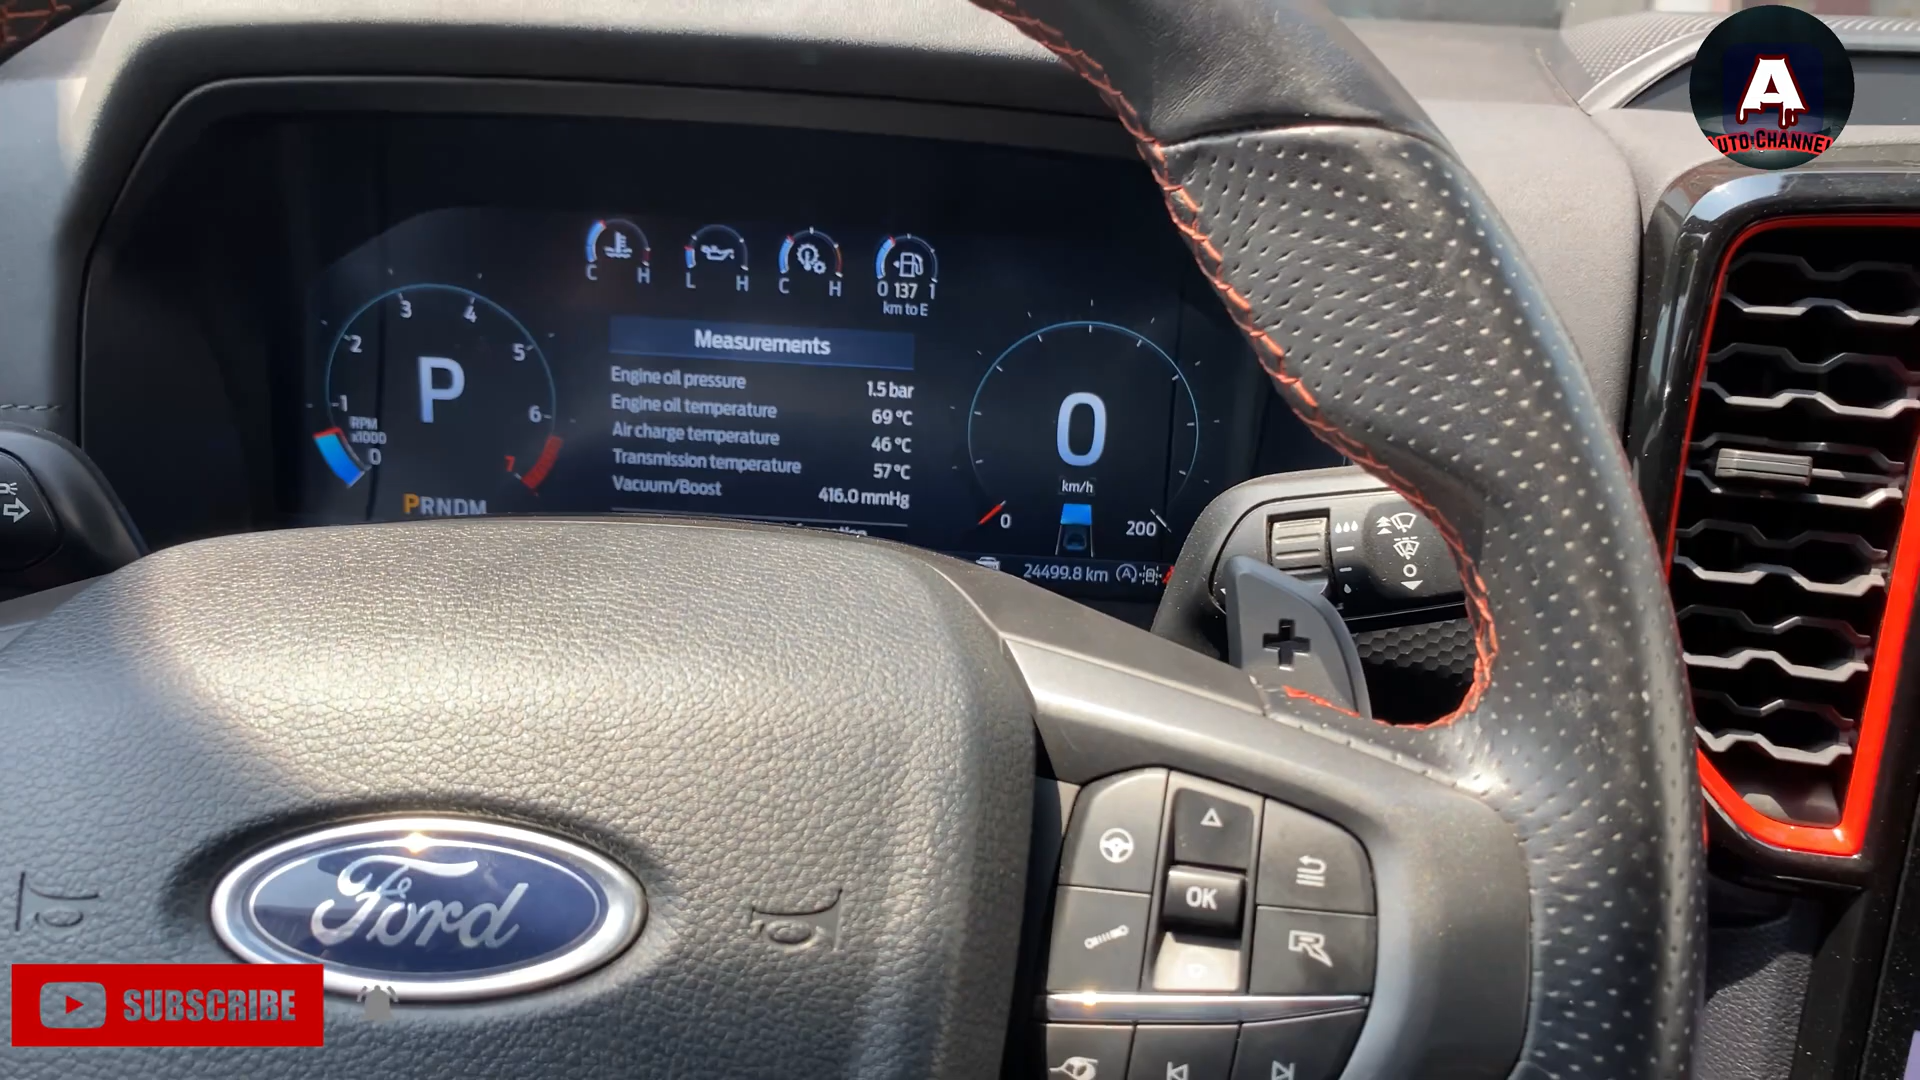 A
AUTO CHANNEL
C H
L H
C H
0 137 1
km to E
Measurements
Engine oil pressure 1.5 bar
Engine oil temperature 69 °C
Air charge temperature 46 °C
Transmission temperature 57 °C
Vacuum/Boost 416.0 mmHg
0 1 2 3 4 5 6 7
RPM
x1000
P
PRNDM
0
km/h
0 200
24499.8 km
A
+
OK
R
Ford
SUBSCRIBE